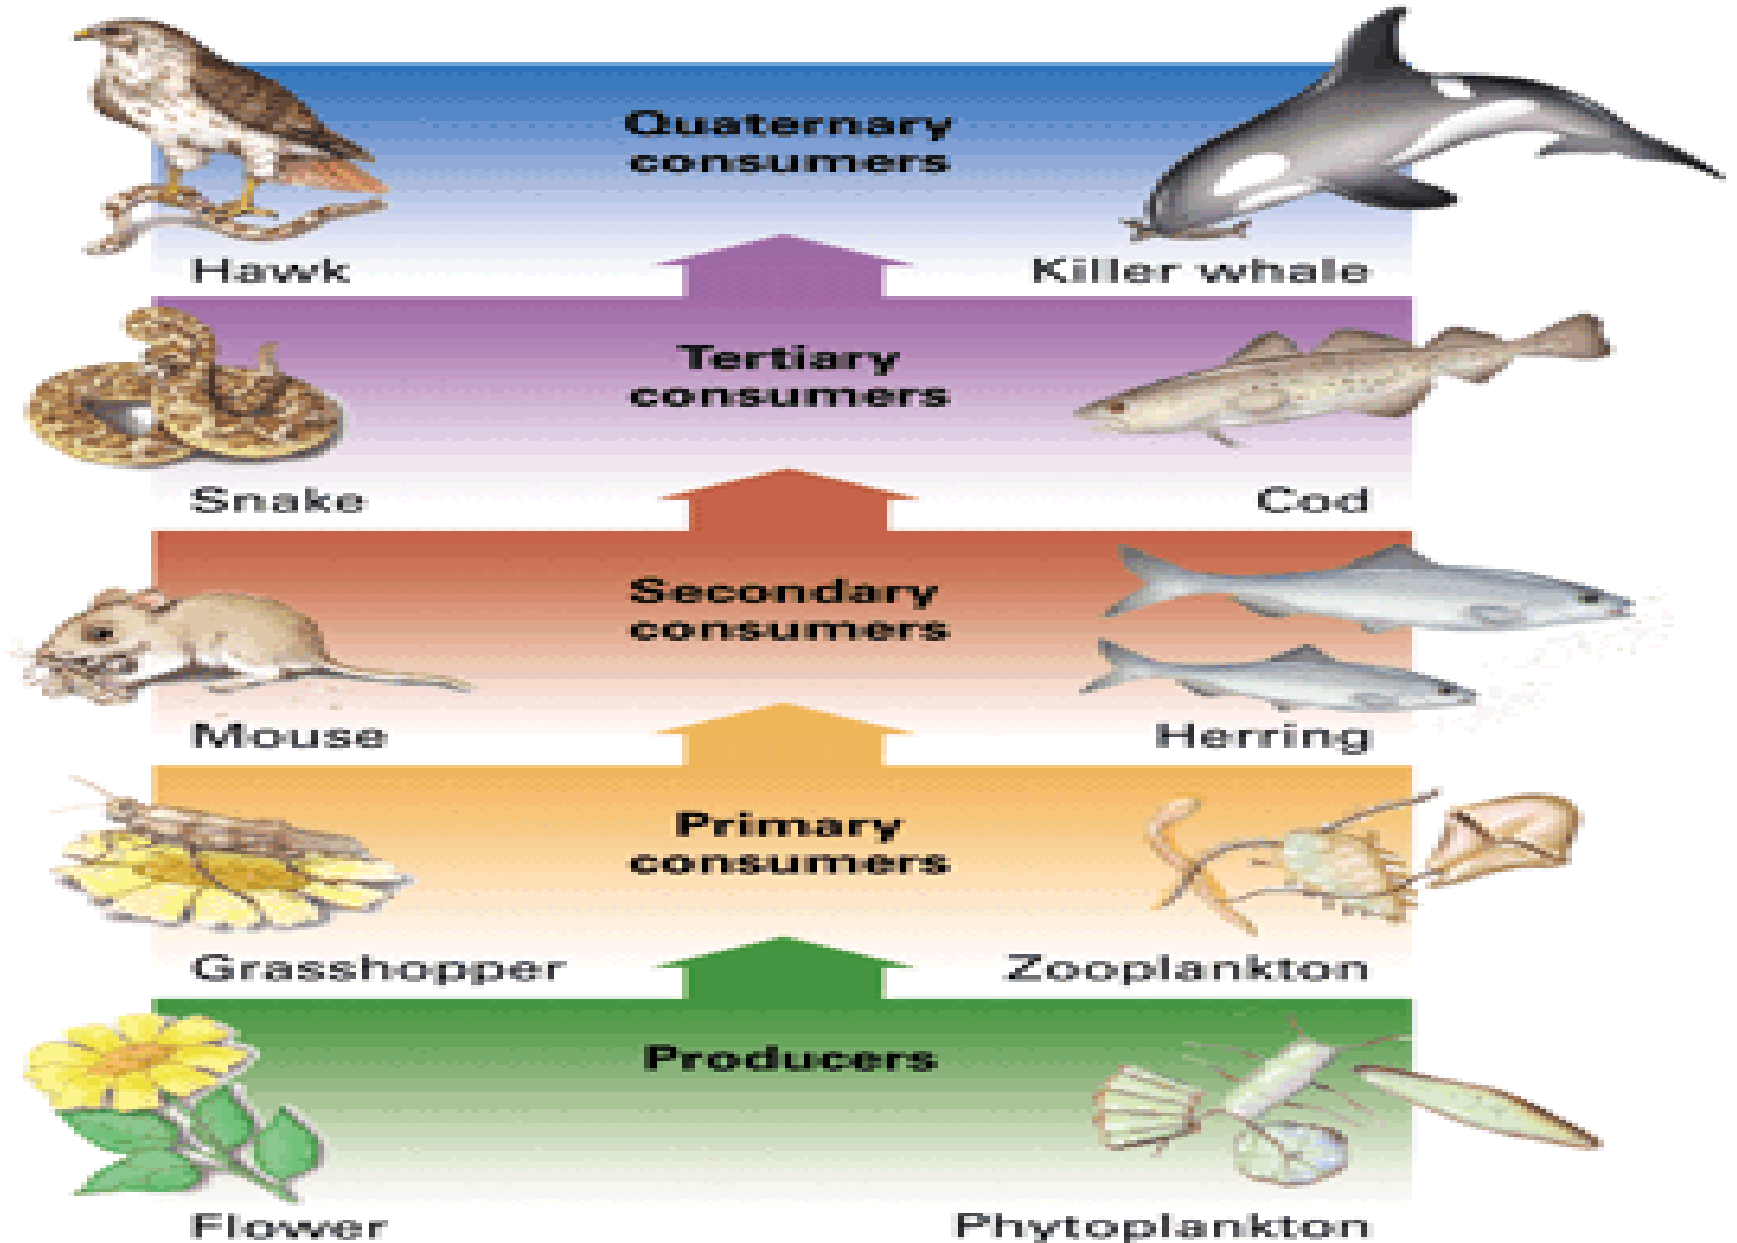 Quaternary
consumers
Hawk
Killer whale
Tertiary
consumers
Snake
Cod
Secondary
consumers
Mouse
Herring
Primary
consumers
Grasshopper
Zooplankton
Producers
Flower
Phytoplankton